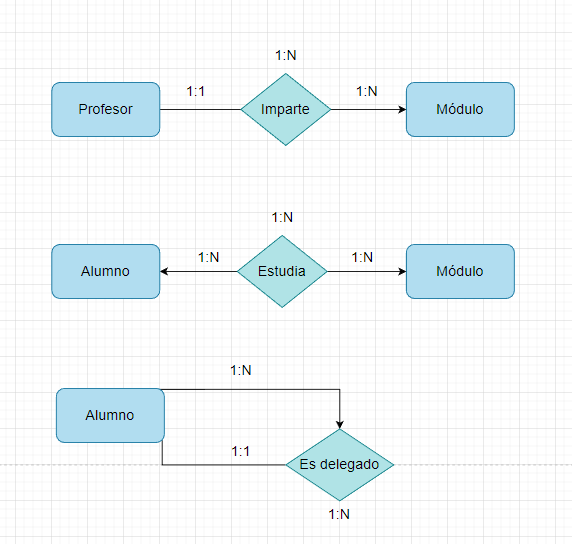 1:N
1:1
1:N
Profesor
Imparte
Módulo
1:N
1:N
1:N
Alumno
Estudia
Módulo
1:N
Alumno
1:1
Es delegado
1:N